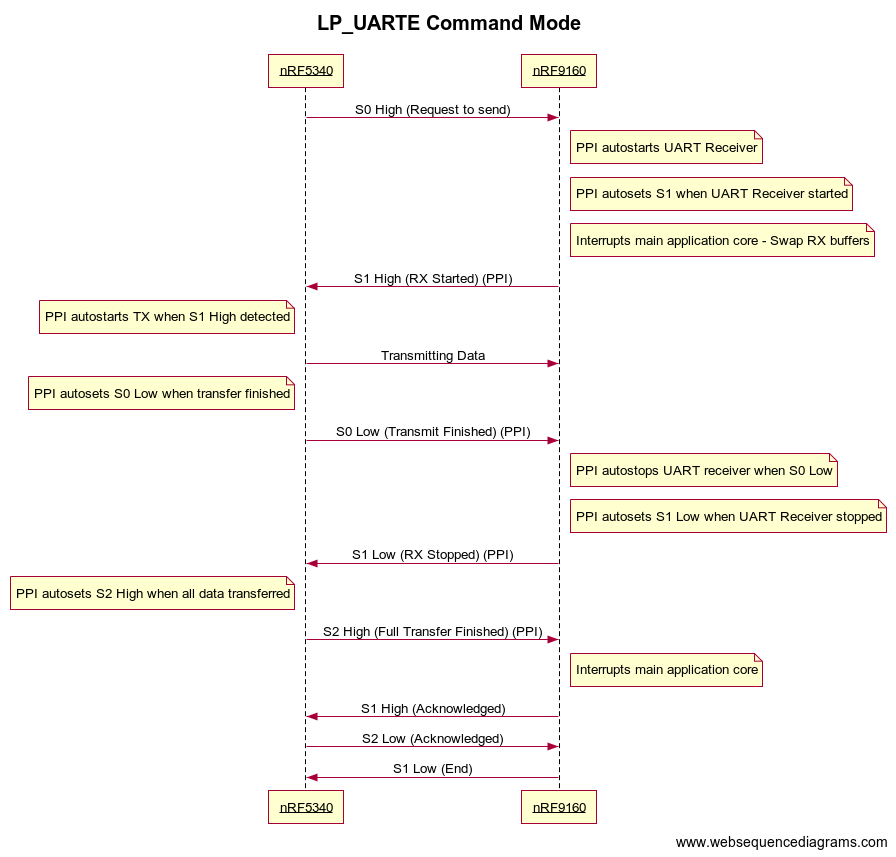 LP_UARTE Command Mode
nRF5340
nRF9160
S0 High (Request to send)
PPI autostarts UART Receiver
PPI autosets S1 when UART Receiver started
Interrupts main application core - Swap RX buffers
S1 High (RX Started) (PPI)
PPI autostarts TX when S1 High detected
Transmitting Data
PPI autosets S0 Low when transfer finished
S0 Low (Transmit Finished) (PPI)
PPI autostops UART receiver when S0 Low
PPI autosets S1 Low when UART Receiver stopped
S1 Low (RX Stopped) (PPI)
PPI autosets S2 High when all data transferred
S2 High (Full Transfer Finished) (PPI)
Interrupts main application core
S1 High (Acknowledged)
S2 Low (Acknowledged)
S1 Low (End)
nRF5340
nRF9160
www.websequencediagrams.com